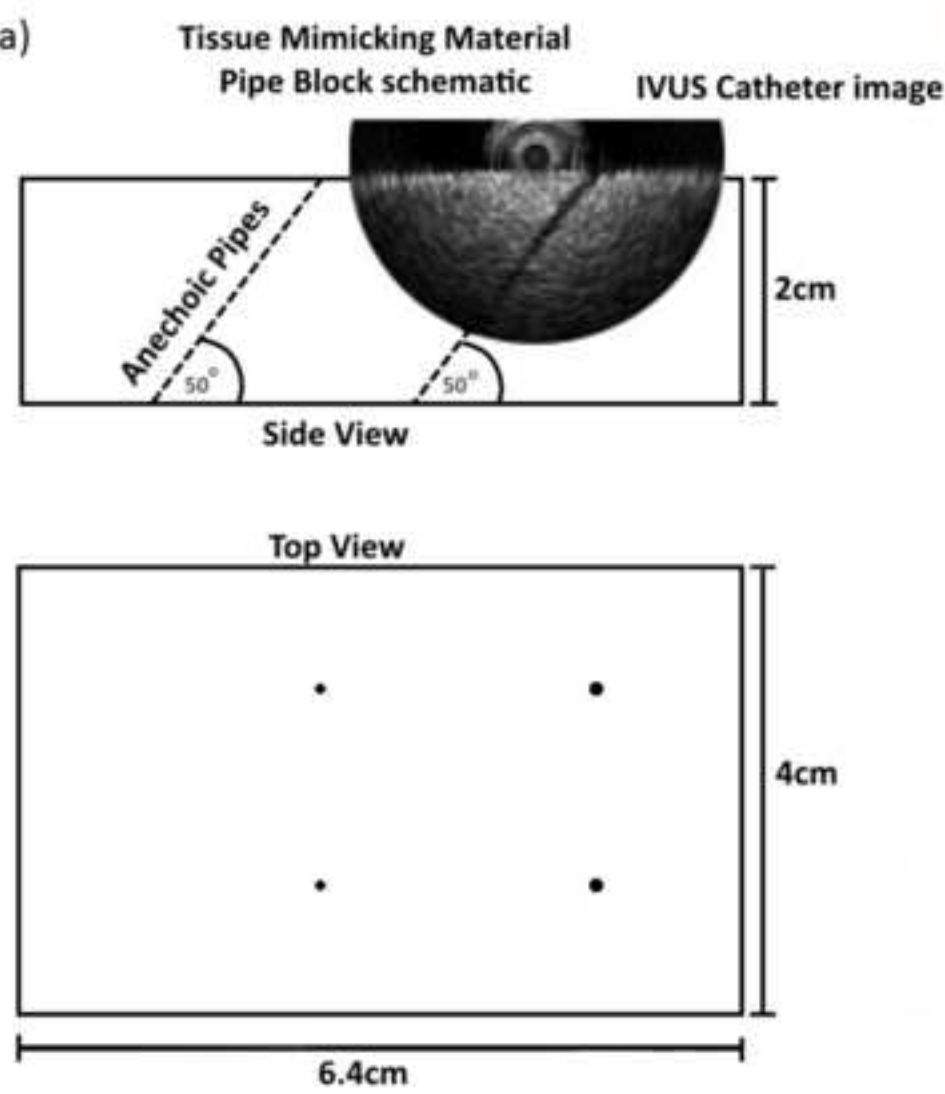 a)
Tissue Mimicking Material
Pipe Block schematic
IVUS Catheter image
Anechoic Pipes
50°
50°
2cm
Side View
Top View
4cm
6.4cm